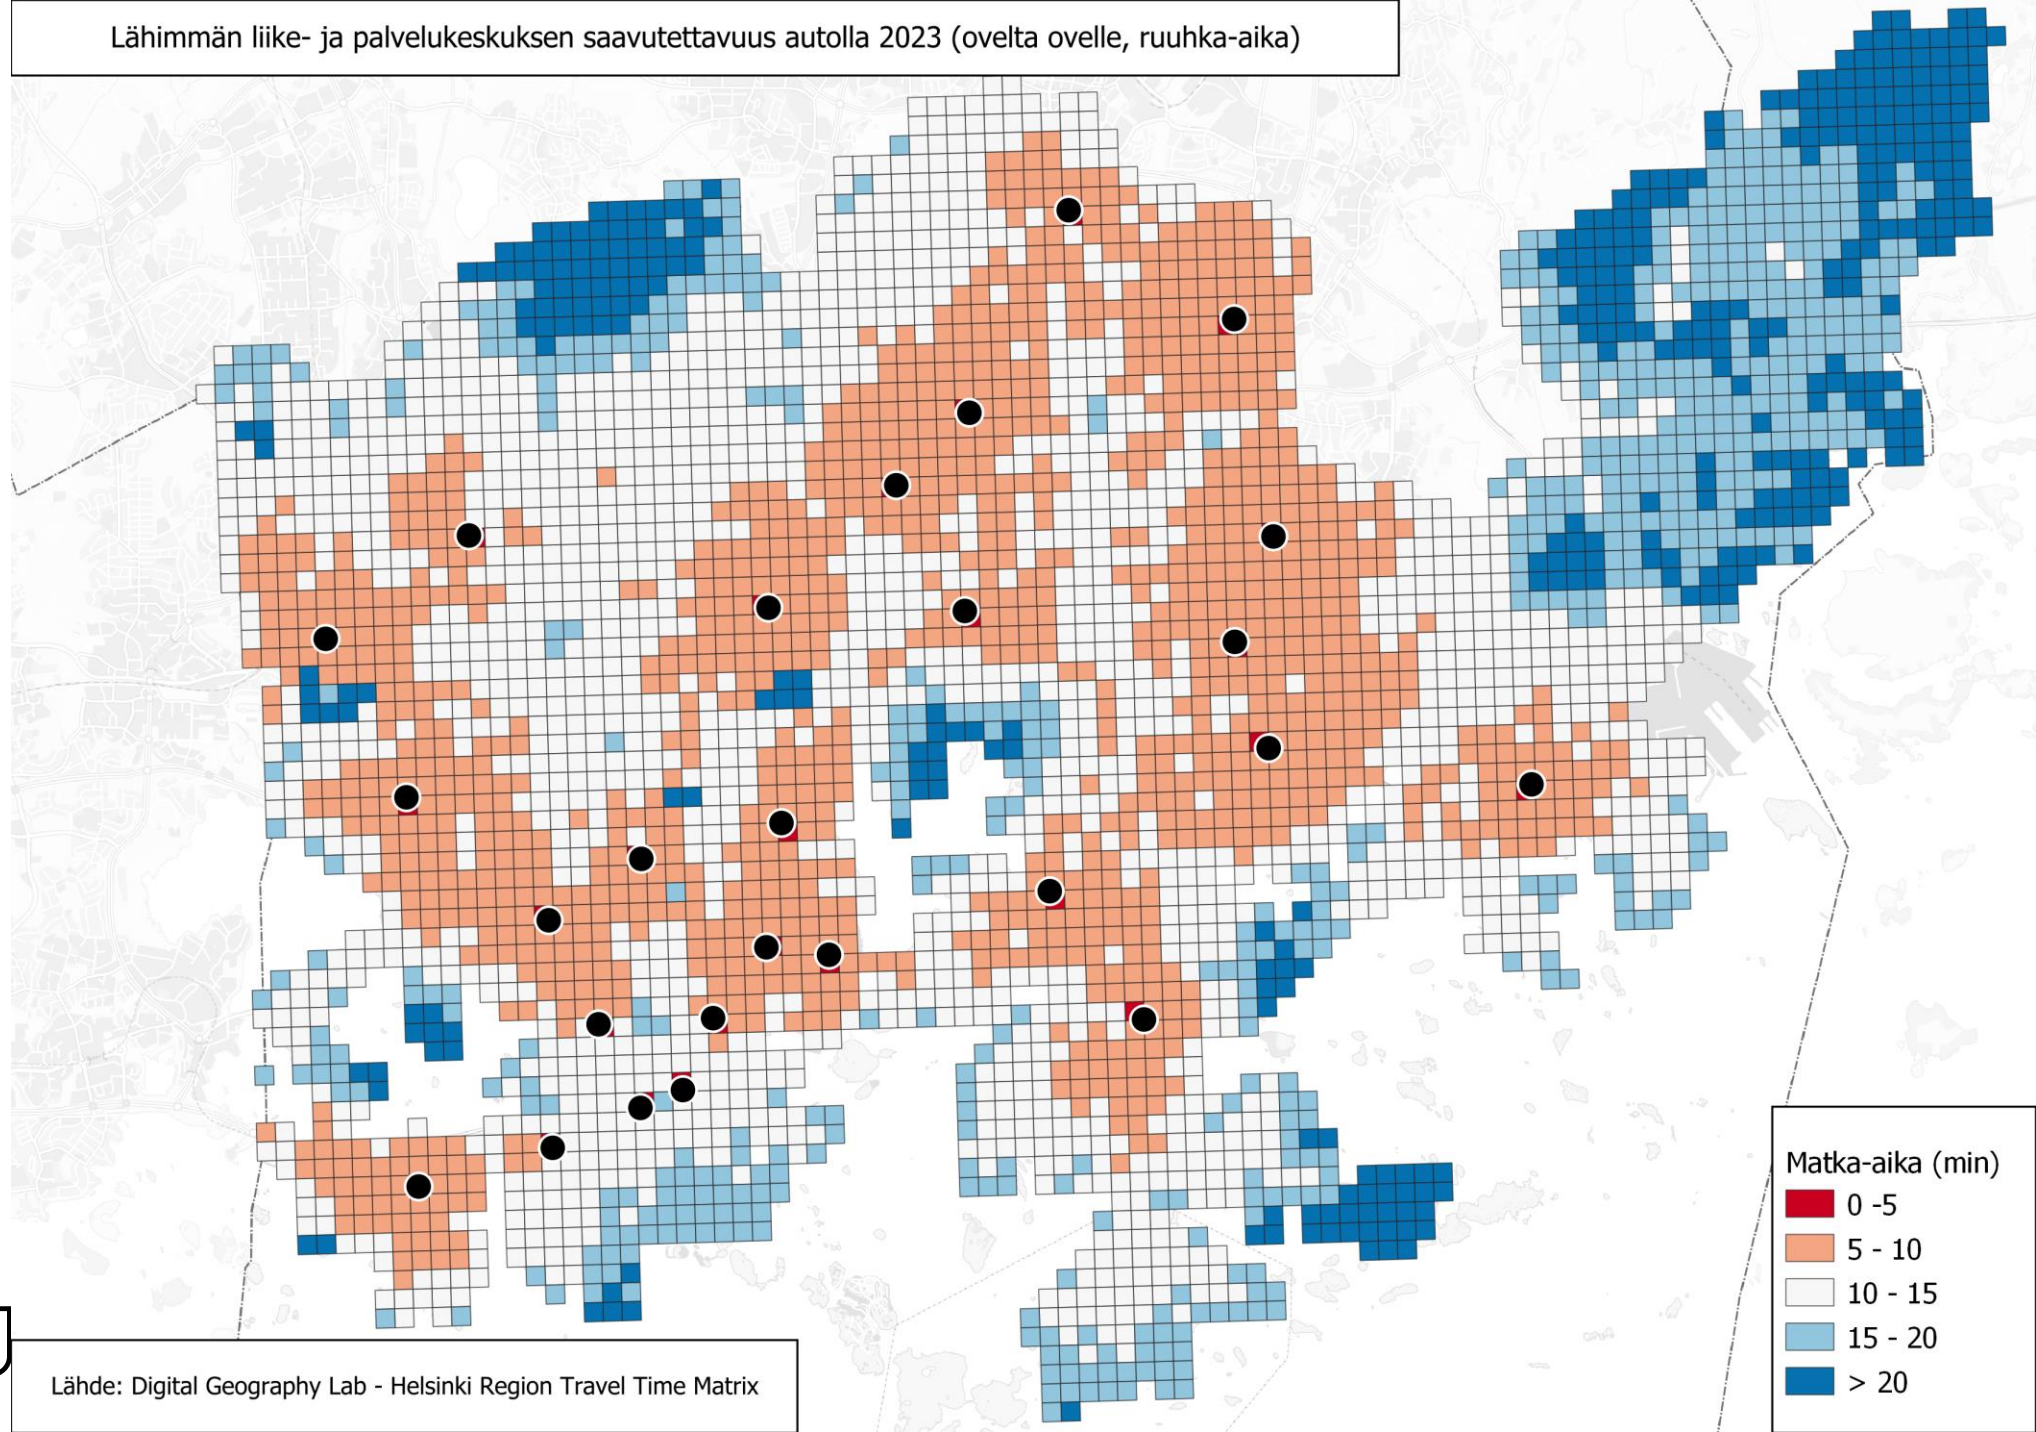 Lähimmän liike- ja palvelukeskuksen saavutettavuus autolla 2023 (ovelta ovelle, ruuhka-aika)
Matka-aika (min)
0 -5
5 - 10
10 - 15
15 - 20
> 20
Lähde: Digital Geography Lab - Helsinki Region Travel Time Matrix